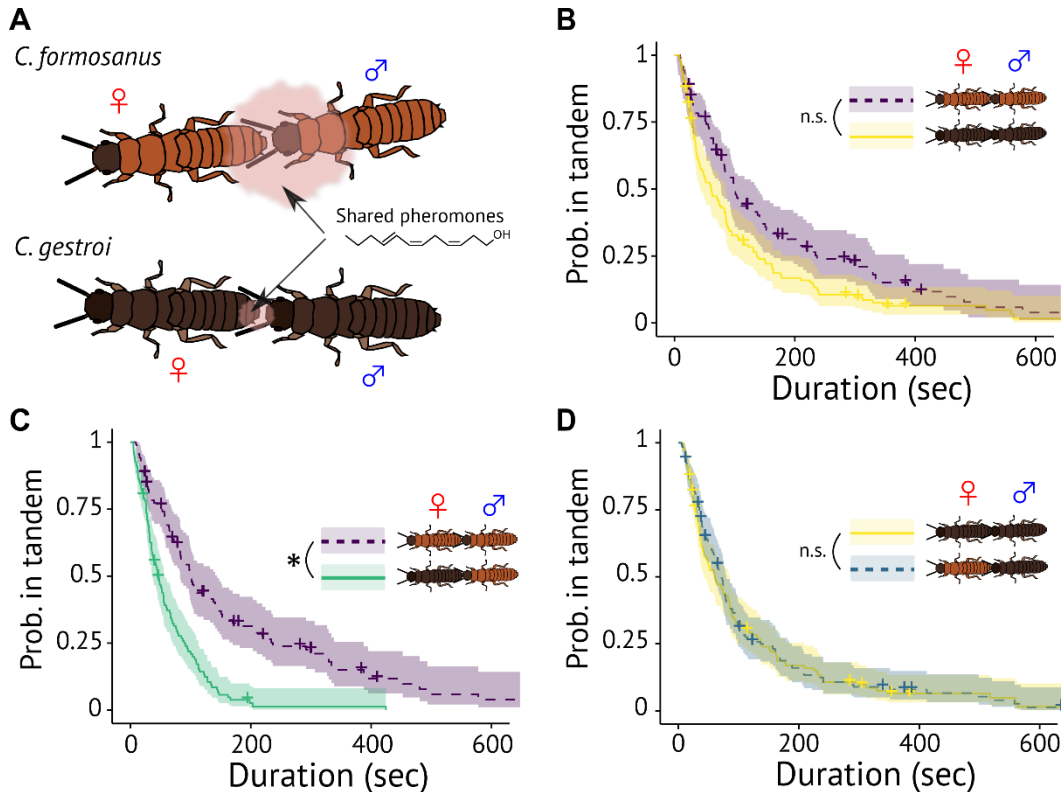 A
C. formosanus
♀
♂
Shared pheromones
OH
C. gestroi
♀
♂
B
Prob. in tandem
1
0.75
0.5
0.25
0
0
200
400
600
Duration (sec)
♀ ♂
n.s.
C
Prob. in tandem
1
0.75
0.5
0.25
0
0
200
400
600
Duration (sec)
♀ ♂
*
D
Prob. in tandem
1
0.75
0.5
0.25
0
0
200
400
600
Duration (sec)
♀ ♂
n.s.